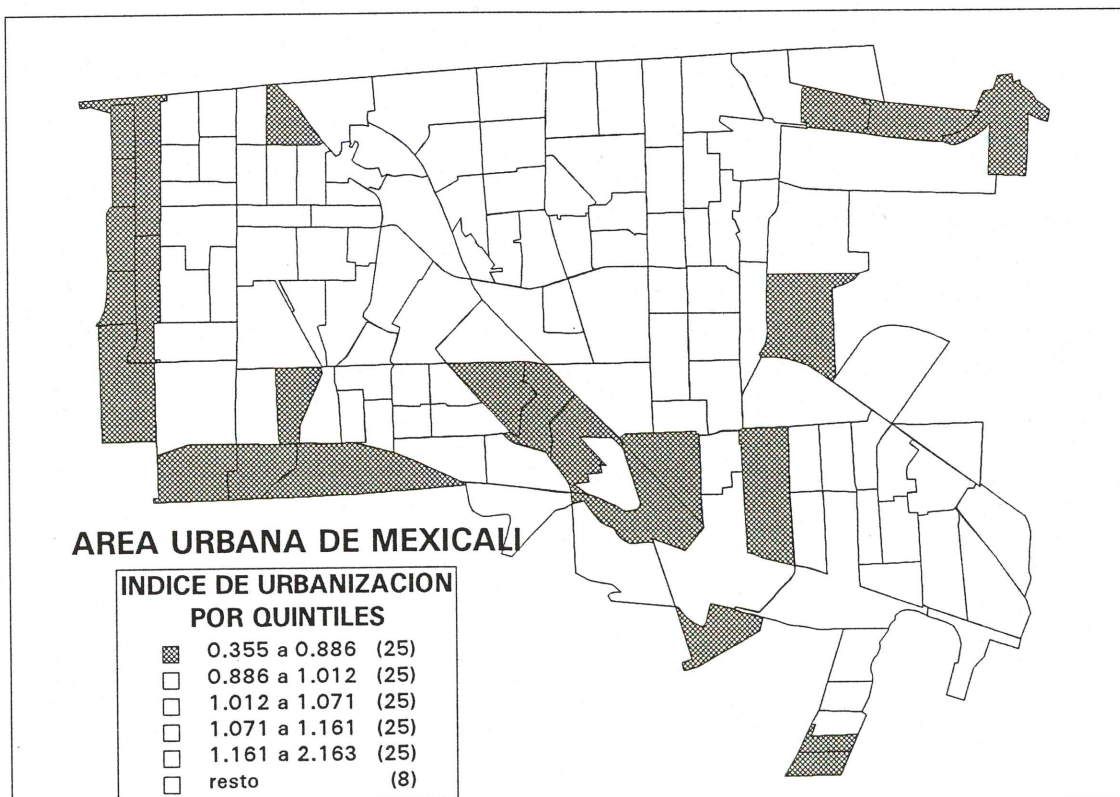 AREA URBANA DE MEXICALI
INDICE DE URBANIZACION
POR QUINTILES
0.355 a 0.886 (25)
0.886 a 1.012 (25)
1.012 a 1.071 (25)
1.071 a 1.161 (25)
1.161 a 2.163 (25)
resto (8)